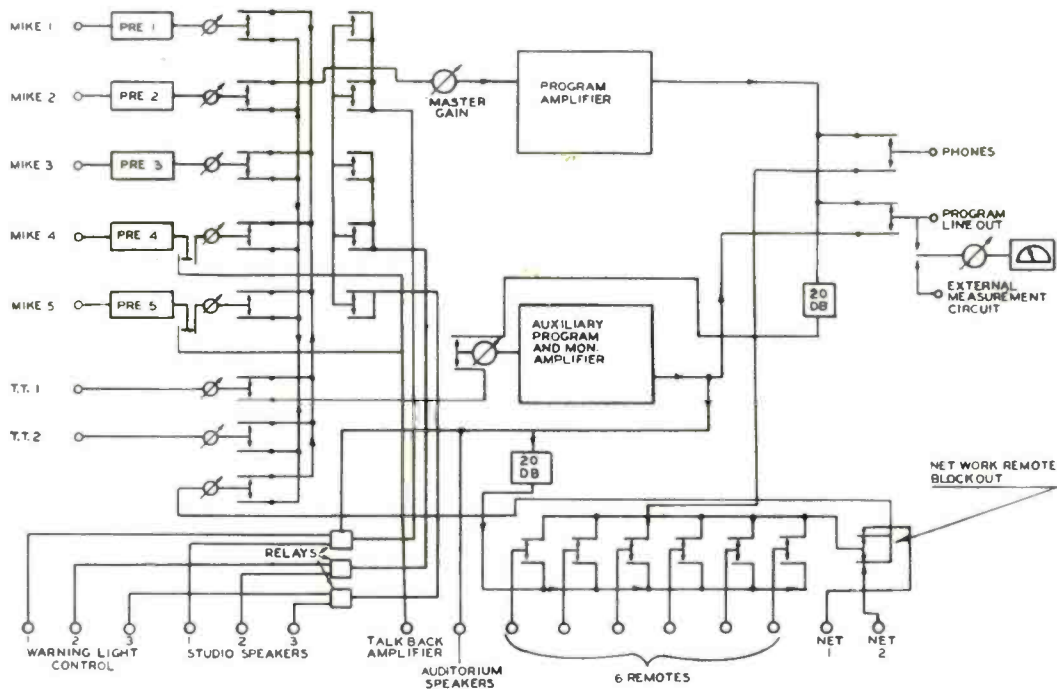 MIKE 1
PRE 1
MIKE 2
PRE 2
MIKE 3
PRE 3
MIKE 4
PRE 4
MIKE 5
PRE 5
T.T. 1
T.T. 2
MASTER
GAIN
PROGRAM
AMPLIFIER
PHONES
PROGRAM
LINE OUT
EXTERNAL
MEASUREMENT
CIRCUIT
20
DB
AUXILIARY
PROGRAM
AND MON.
AMPLIFIER
20
DB
NET WORK REMOTE
BLOCKOUT
RELAYS
1
2
3
WARNING LIGHT
CONTROL
1
2
3
STUDIO SPEAKERS
TALK BACK
AMPLIFIER
AUDITORIUM
SPEAKERS
6 REMOTES
NET
1
NET
2